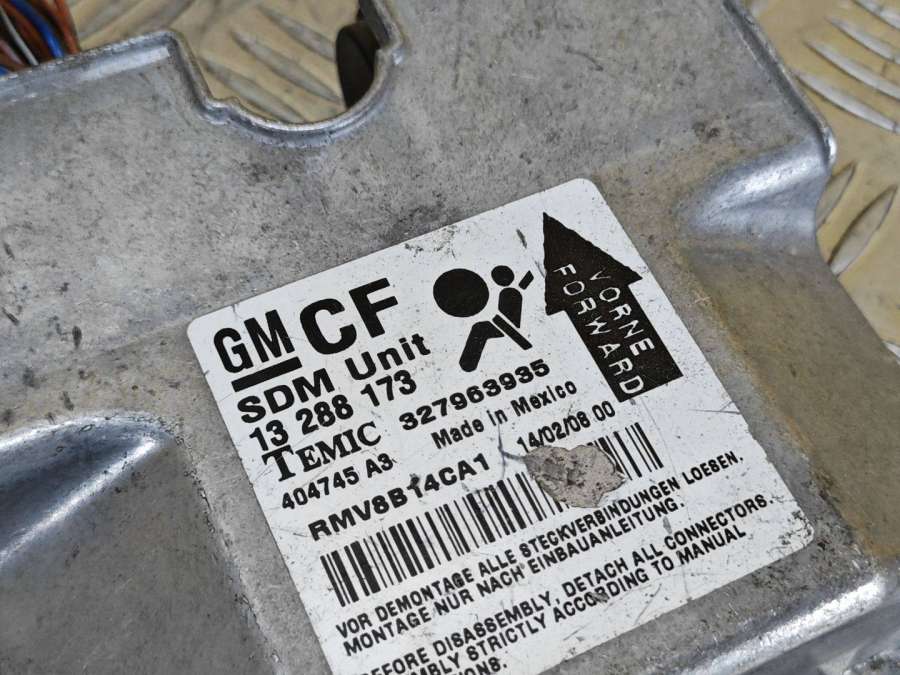 GM CF
SDM Unit
13 288 173
327963935
TEMIC
Made in Mexico
404745 A3
14/02/08 00
RMV8B14CA1
VORNE
FORWARD
VOR DEMONTAGE ALLE STECKVERBINDUNGEN LOESEN.
MONTAGE NUR NACH EINBAUANLEITUNG.
BEFORE DISASSEMBLY, DETACH ALL CONNECTORS.
STRICTLY ACCORDING TO MANUAL